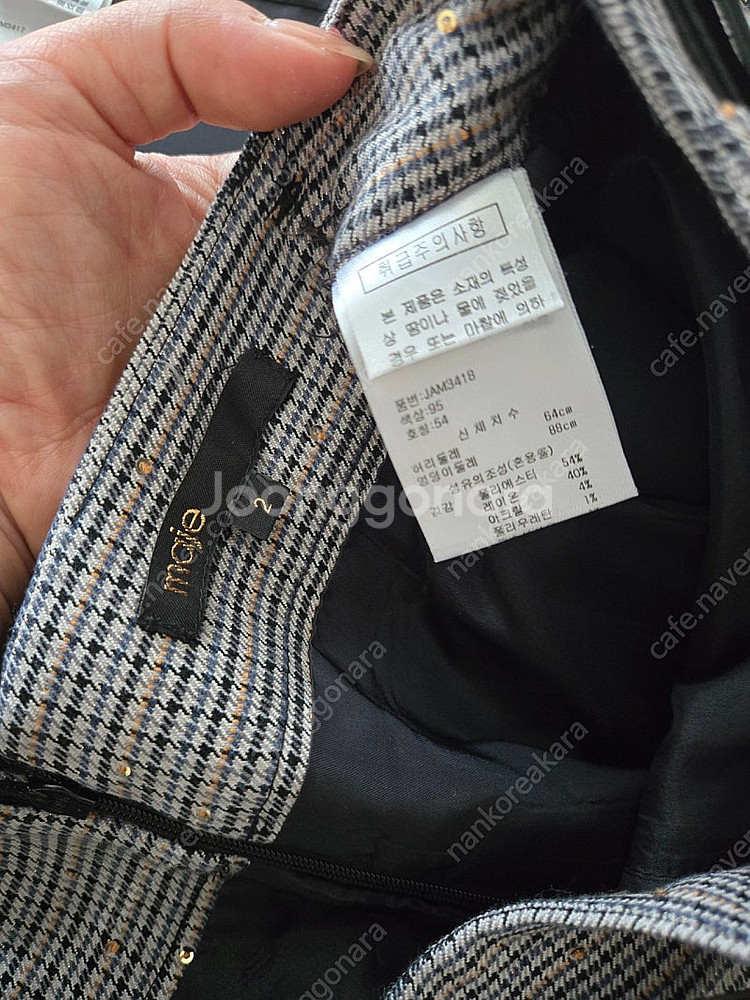 취급주의사항
본 제품은 소재의 특성
상 땀이나 물에 젖었을
경우 또는 마찰에 의하
품번:JAM3418
색상:95
호칭:54
신체치수
허리둘레 64cm
엉덩이둘레 88cm
섬유의조성(혼용율)
겉감 폴리에스터 54%
레이온 40%
아크릴 4%
폴리우레탄 1%
maje
2
Joonggonara
cafe.naver
nankoreakara